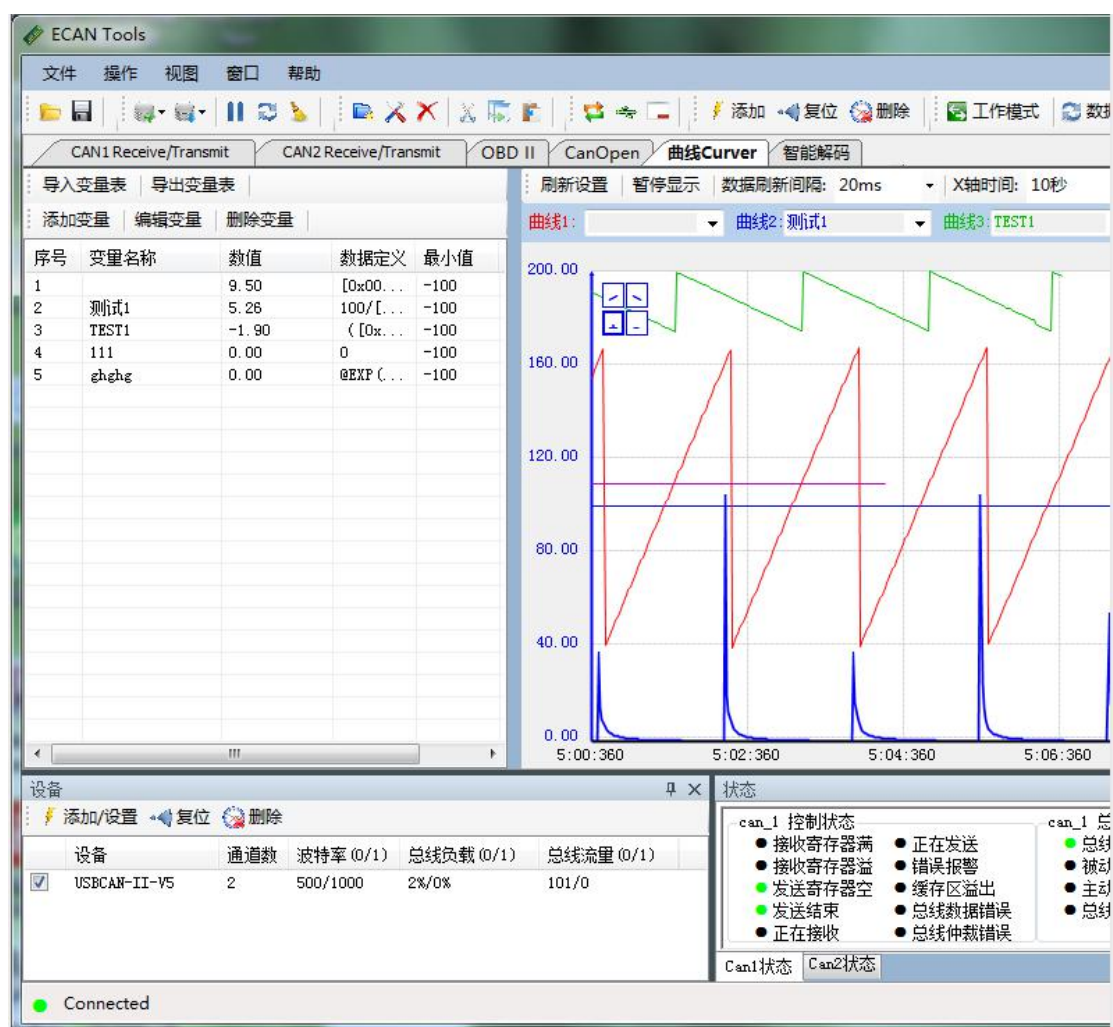 ECAN Tools
文件 操作 视图 窗口 帮助
添加 复位 删除 工作模式 数据
CAN1 Receive/Transmit CAN2 Receive/Transmit OBD II CanOpen 曲线Curver 智能解码
导入变量表 导出变量表 刷新设置 暂停显示 数据刷新间隔: 20ms X轴时间: 10秒
添加变量 编辑变量 删除变量 曲线1: 曲线2: 测试1 曲线3: TEST1
序号 变量名称 数值 数据定义 最小值
1 9.50 [0x00... -100
2 测试1 5.26 100/[... -100
3 TEST1 -1.90 ([0x... -100
4 111 0.00 0 -100
5 ghghg 0.00 @EXP(... -100
200.00
160.00
120.00
80.00
40.00
0.00
5:00:360 5:02:360 5:04:360 5:06:360
设备
添加/设置 复位 删除
设备 通道数 波特率(0/1) 总线负载(0/1) 总线流量(0/1)
USBCAN-II-V5 2 500/1000 2%/0% 101/0
状态
can_1 控制状态 can_1 总
接收寄存器满 正在发送 总线
接收寄存器溢 错误报警 被动
发送寄存器空 缓存区溢出 主动
发送结束 总线数据错误 总线
正在接收 总线仲裁错误
Can1状态 Can2状态
Connected